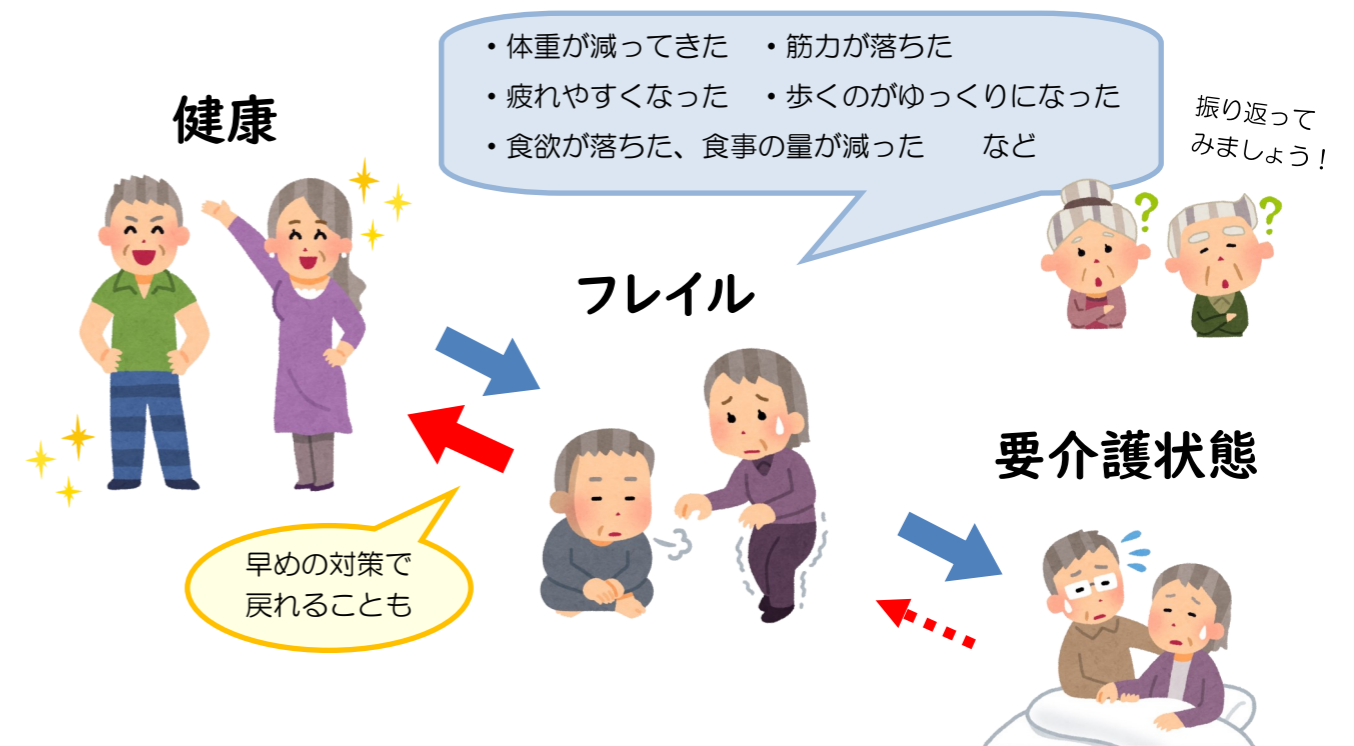 ・体重が減ってきた　・筋力が落ちた
・疲れやすくなった　・歩くのがゆっくりになった
・食欲が落ちた、食事の量が減った　　など
健康
振り返って
みましょう！
フレイル
要介護状態
早めの対策で
戻れることも